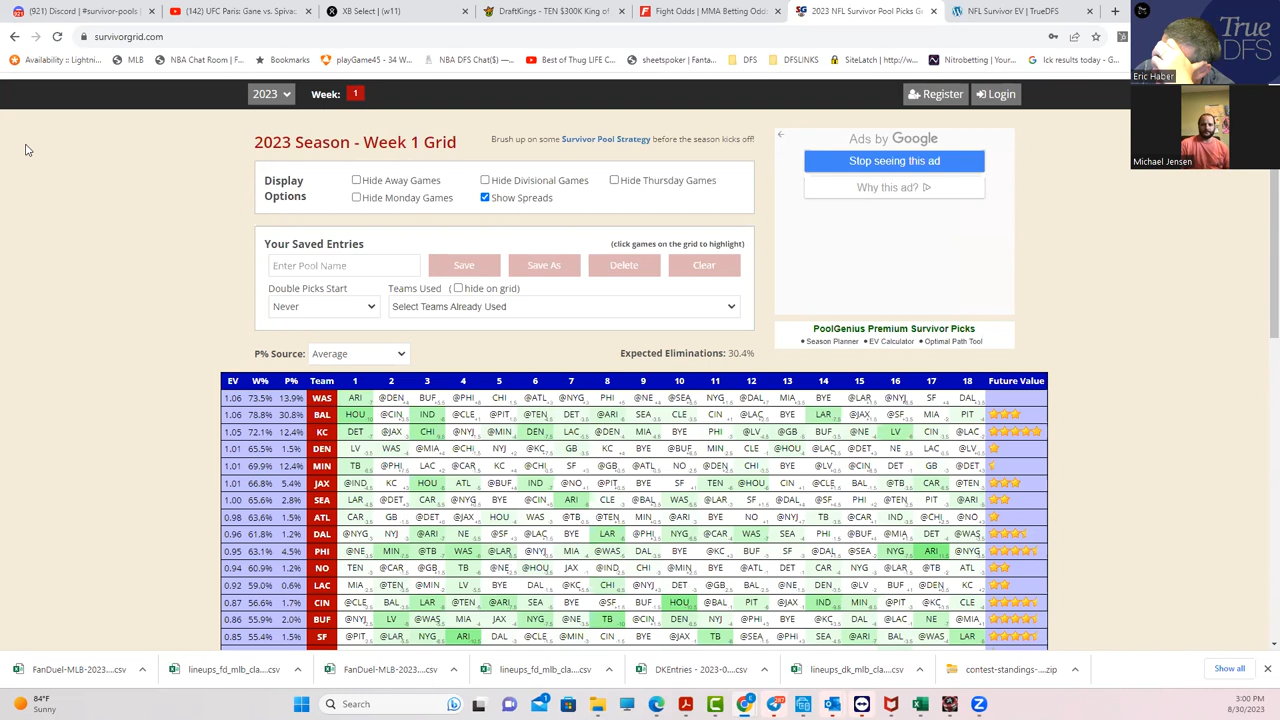 (921) Discord | #survivor-pools
(142) UFC Paris: Gane vs. Spivac
XB Select | (w11)
DraftKings - TEN $300K King of
Fight Odds | MMA Betting Odds
2023 NFL Survivor Pool Picks G
NFL Survivor EV | TrueDFS
survivorgrid.com
Availability :: Lightni...
MLB
NBA Chat Room | F...
Bookmarks
playGame45 - 34 W...
NBA DFS Chat($) —...
Best of Thug LIFE C...
sheetspoker | Fanta...
DFS
DFSLINKS
SiteLatch | http://w...
Nitrobetting | Your...
Ick results today - G...
True
DFS
Eric Haber
Michael Jensen
2023
Week:
1
Register
Login
2023 Season - Week 1 Grid
Brush up on some Survivor Pool Strategy before the season kicks off!
Display Options
Hide Away Games
Hide Divisional Games
Hide Thursday Games
Hide Monday Games
Show Spreads
Your Saved Entries
(click games on the grid to highlight)
Enter Pool Name
Save
Save As
Delete
Clear
Double Picks Start
Teams Used ( hide on grid)
Never
Select Teams Already Used
Ads by Google
Stop seeing this ad
Why this ad?
PoolGenius Premium Survivor Picks
• Season Planner • EV Calculator • Optimal Path Tool
P% Source:
Average
Expected Eliminations: 30.4%
EV W% P% Team 1 2 3 4 5 6 7 8 9 10 11 12 13 14 15 16 17 18 Future Value
1.06 73.5% 13.9% WAS ARI @DEN BUF @PHI CHI @ATL @NYG PHI @NE @SEA NYG @DAL MIA BYE @LAR @NYJ SF DAL
1.06 78.8% 30.8% BAL HOU @CIN IND @CLE @PIT @TEN DET @ARI SEA CLE CIN @LAC BYE LAR @JAX @SF MIA PIT
1.05 72.1% 12.4% KC DET @JAX CHI @NYJ @MIN DEN LAC @DEN MIA BYE PHI @LV @GB BUF @NE LV CIN @LAC
1.01 65.5% 1.5% DEN LV WAS @MIA @CHI NYJ @KC GB KC BYE @BUF MIN CLE @HOU @LAC @DET NE LAC @LV
1.01 69.9% 12.4% MIN TB @PHI LAC @CAR KC @CHI SF @GB @ATL NO @DEN CHI BYE @LV @CIN DET GB @DET
1.01 66.8% 5.4% JAX @IND KC HOU ATL @BUF IND @NO @PIT BYE SF TEN @HOU CIN @CLE BAL @TB CAR @TEN
1.00 65.6% 2.8% SEA LAR @DET CAR @NYG BYE @CIN ARI CLE @BAL WAS @LAR SF @DAL @SF PHI @TEN PIT @ARI
0.98 63.6% 1.5% ATL CAR GB @DET @JAX HOU WAS @TB @TEN MIN @ARI BYE NO @NYJ TB @CAR IND @CHI @NO
0.96 61.8% 1.2% DAL @NYG NYJ @ARI NE @SF @LAC BYE LAR @PHI NYG @CAR WAS SEA PHI @BUF @MIA DET @WAS
0.95 63.1% 4.5% PHI @NE MIN @TB WAS @LAR @NYJ MIA @WAS DAL BYE @KC BUF SF @DAL @SEA NYG ARI @NYG
0.94 60.9% 1.2% NO TEN @CAR @GB TB @NE @HOU JAX @IND CHI @MIN BYE @ATL DET CAR NYG @LAR @TB ATL
0.92 59.0% 0.6% LAC MIA @TEN @MIN LV BYE DAL @KC CHI @NYJ DET @GB BAL @NE DEN @LV BUF @DEN KC
0.87 56.6% 1.7% CIN @CLE BAL LAR @TEN @ARI SEA BYE @SF BUF HOU @BAL PIT @JAX IND MIN @PIT @KC CLE
0.86 55.9% 2.0% BUF @NYJ LV @WAS MIA JAX NYG @NE TB @CIN DEN NYJ @PHI BYE @KC DAL @LAC NE @MIA
0.85 55.4% 1.5% SF @PIT @LAR NYG ARI DAL @CLE @MIN CIN BYE @JAX TB @SEA @PHI SEA @ARI BAL @WAS LAR
FanDuel-MLB-2023....csv
lineups_fd_mlb_cla....csv
FanDuel-MLB-2023....csv
lineups_fd_mlb_cla....csv
DKEntries - 2023-0....csv
lineups_dk_mlb_cla....csv
contest-standings-....zip
Show all
84°F
Sunny
Search
3:00 PM
8/30/2023